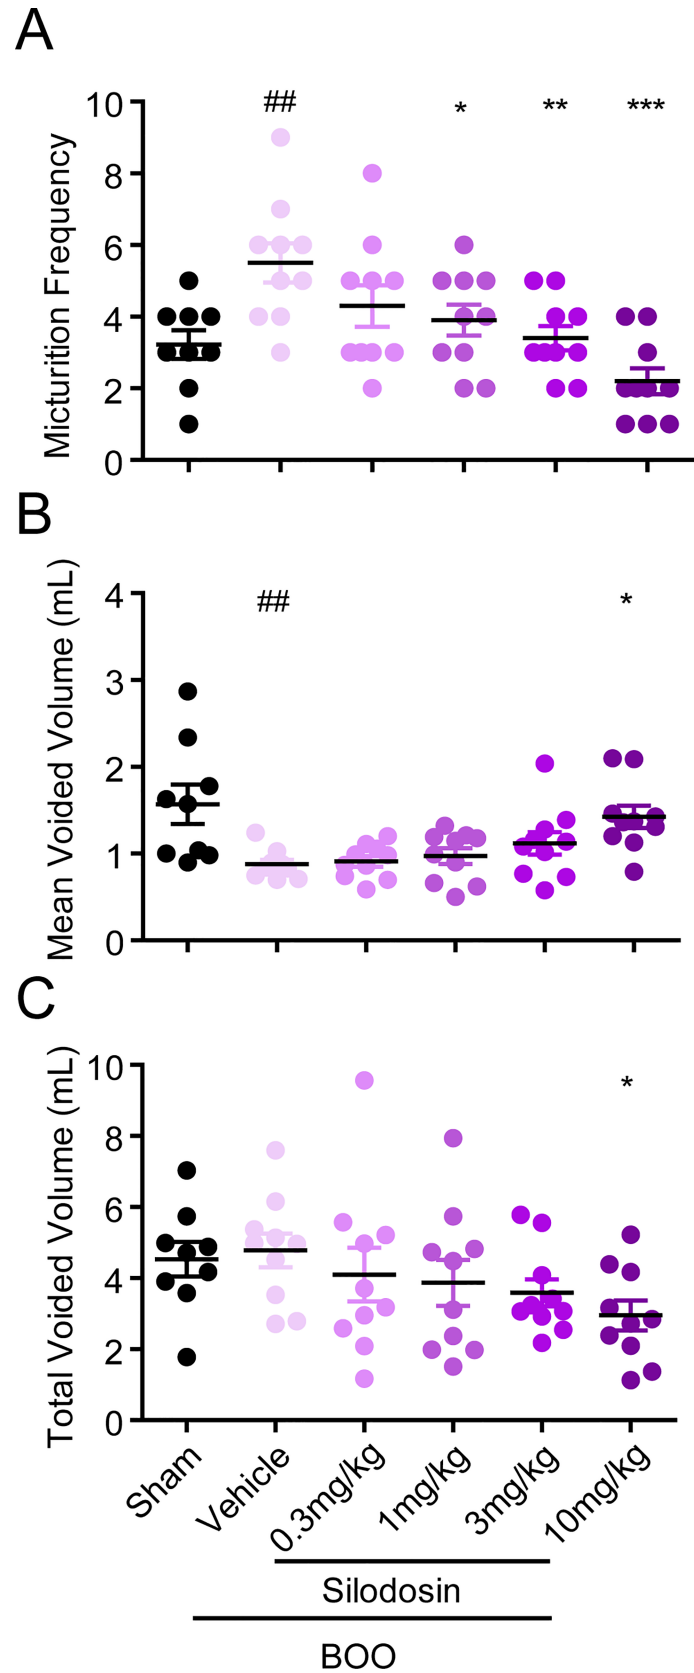 A
Micturition Frequency
10
8
6
4
2
0
##
*
**
***
B
Mean Voided Volume (mL)
4
3
2
1
0
##
*
C
Total Voided Volume (mL)
10
8
6
4
2
0
*
Sham
Vehicle
0.3mg/kg
1mg/kg
3mg/kg
10mg/kg
Silodosin
BOO